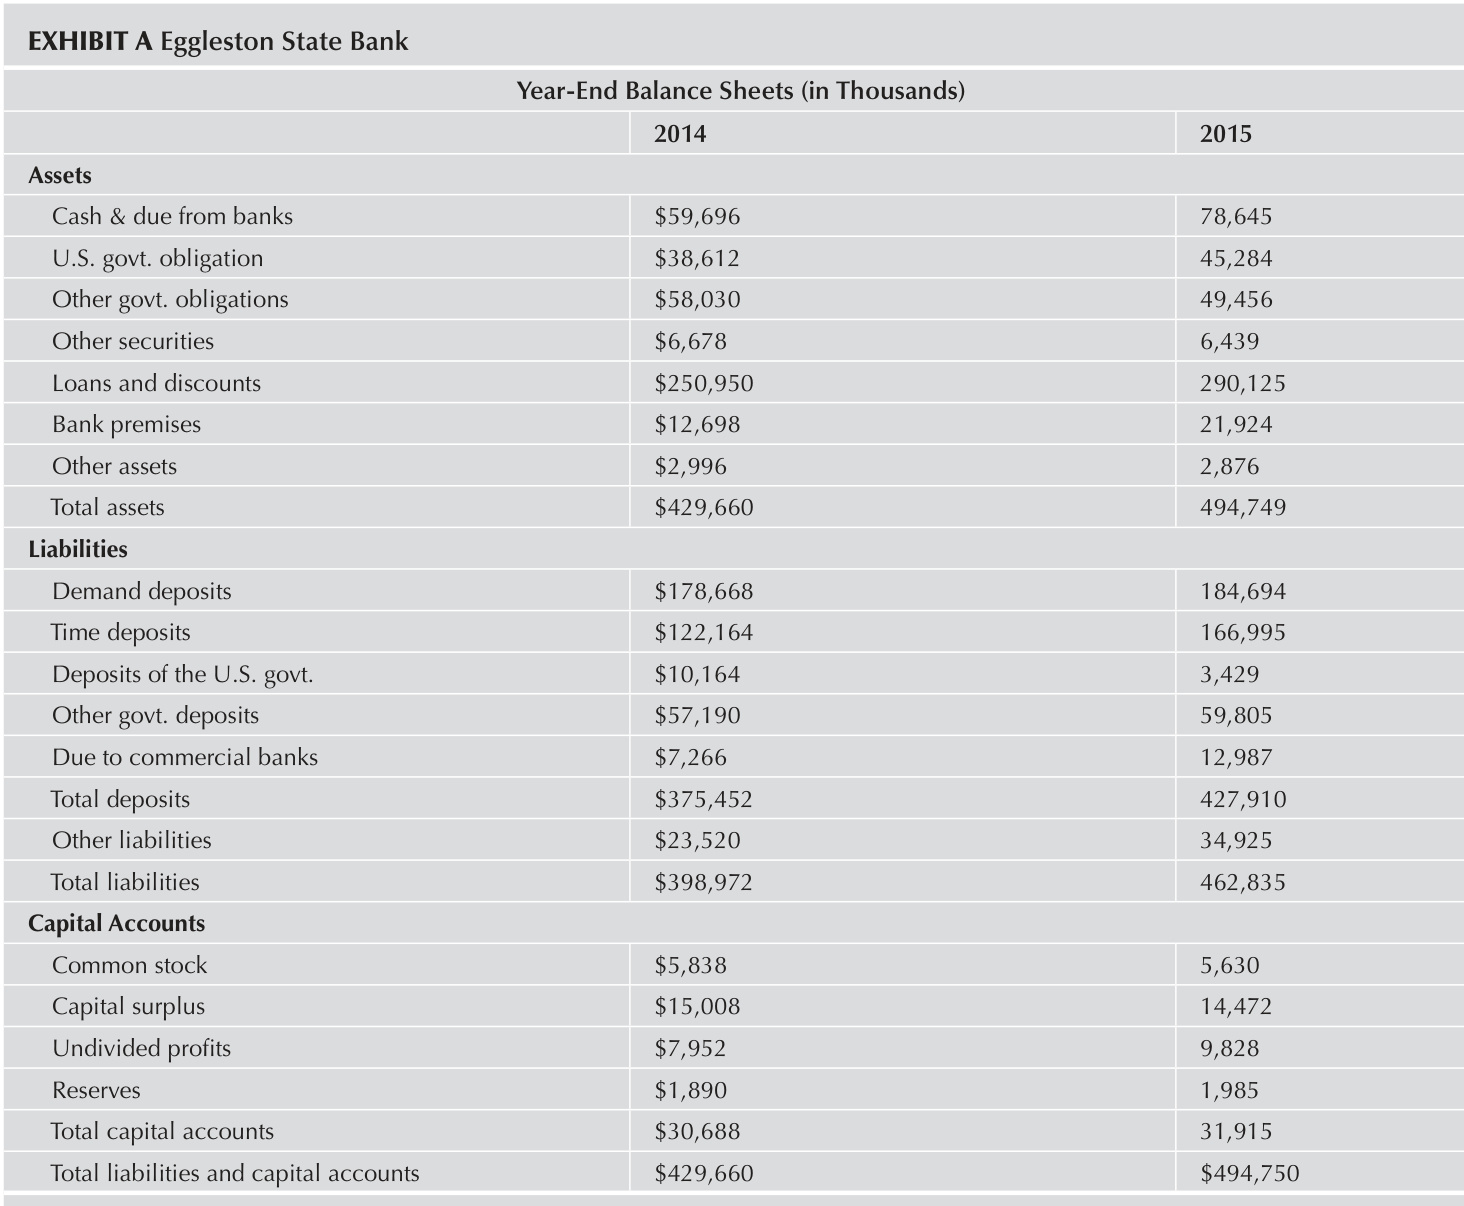 EXHIBIT A Eggleston State Bank
Year-End Balance Sheets (in Thousands)
2014 2015
Assets
Cash & due from banks $59,696 78,645
U.S. govt. obligation $38,612 45,284
Other govt. obligations $58,030 49,456
Other securities $6,678 6,439
Loans and discounts $250,950 290,125
Bank premises $12,698 21,924
Other assets $2,996 2,876
Total assets $429,660 494,749
Liabilities
Demand deposits $178,668 184,694
Time deposits $122,164 166,995
Deposits of the U.S. govt. $10,164 3,429
Other govt. deposits $57,190 59,805
Due to commercial banks $7,266 12,987
Total deposits $375,452 427,910
Other liabilities $23,520 34,925
Total liabilities $398,972 462,835
Capital Accounts
Common stock $5,838 5,630
Capital surplus $15,008 14,472
Undivided profits $7,952 9,828
Reserves $1,890 1,985
Total capital accounts $30,688 31,915
Total liabilities and capital accounts $429,660 $494,750